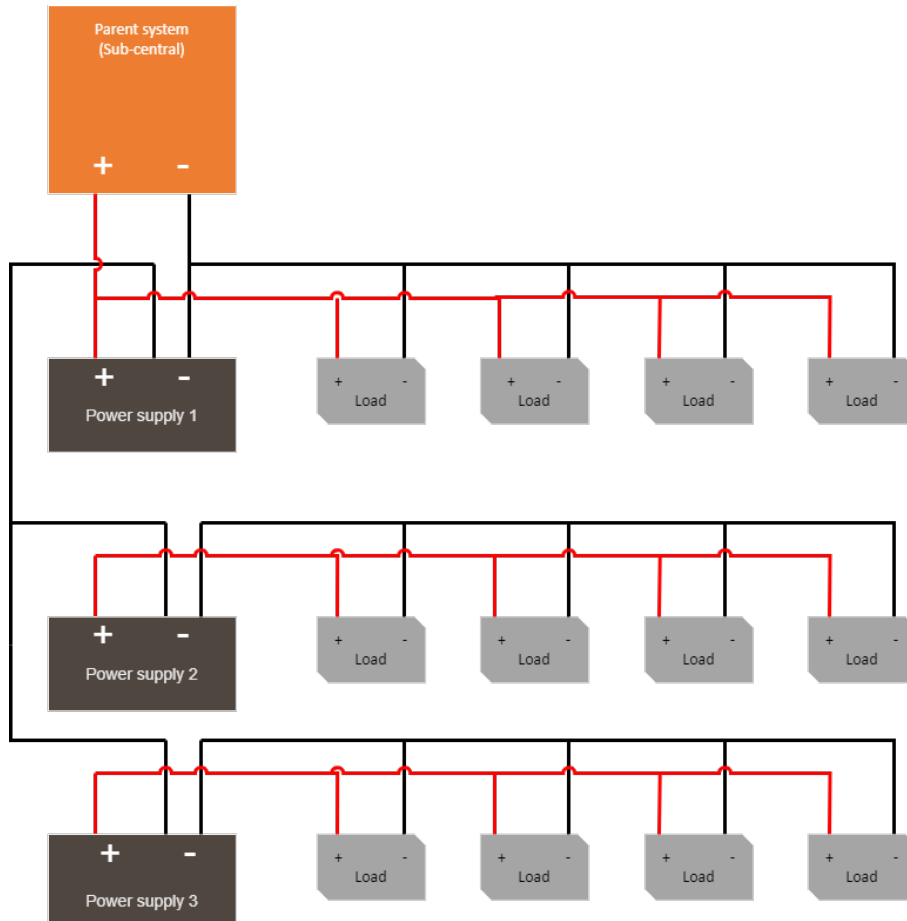 Parent system
(Sub-central)
+ -
+ -
Power supply 1
+ -
Load
+ -
Load
+ -
Load
+ -
Load
+ -
Power supply 2
+ -
Load
+ -
Load
+ -
Load
+ -
Load
+ -
Power supply 3
+ -
Load
+ -
Load
+ -
Load
+ -
Load